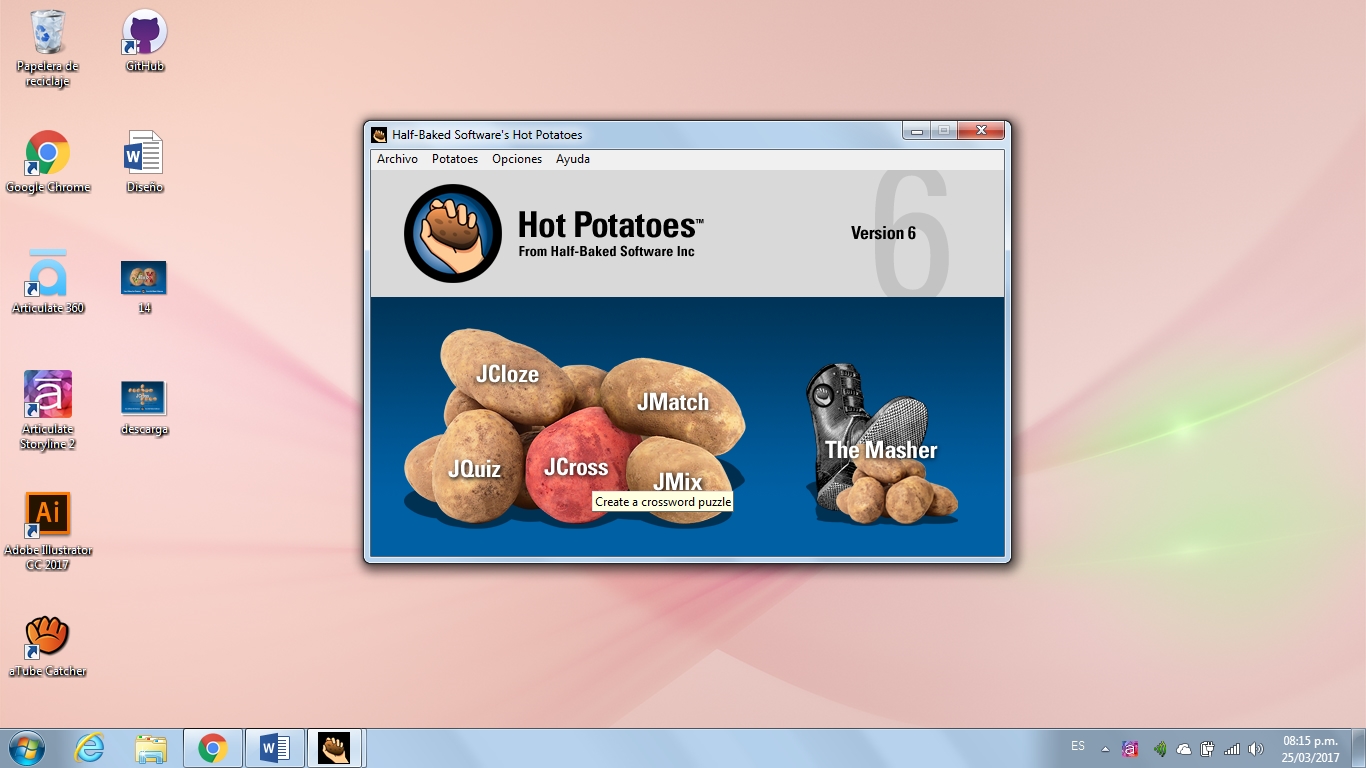 Papelera de
reciclaje
GitHub
Google Chrome
W
Diseño
Articulate 360
14
Articulate
Storyline 2
descarga
Ai
Adobe Illustrator
CC 2017
aTube Catcher
Half-Baked Software's Hot Potatoes
Archivo Potatoes Opciones Ayuda
6
Hot Potatoes™
From Half-Baked Software Inc
Version 6
JCloze
JMatch
JQuiz
JCross
JMix
Create a crossword puzzle
The Masher
W
ES
08:15 p.m.
25/03/2017